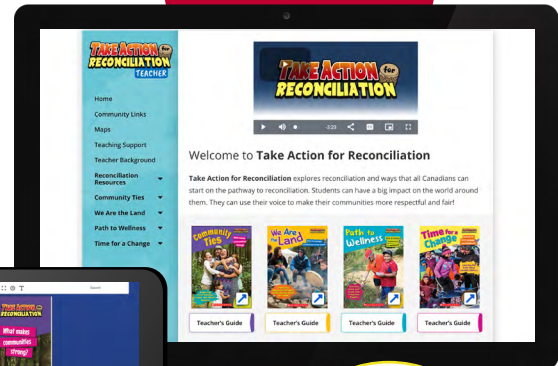 TAKE ACTION for
RECONCILIATION
TEACHER
Home
Community Links
Maps
Teaching Support
Teacher Background
Reconciliation
Resources
Community Ties
We Are the Land
Path to Wellness
Time for a Change
TAKE ACTION for
RECONCILIATION
-3:23
Welcome to Take Action for Reconciliation
Take Action for Reconciliation explores reconciliation and ways that all Canadians can
start on the pathway to reconciliation. Students can have a big impact on the world around
them. They can use their voice to make their communities more respectful and fair!
Community
Ties
We Are
the Land
Path to
Wellness
Time for a
Change
Teacher's Guide
Teacher's Guide
Teacher's Guide
Teacher's Guide
Search
TAKE ACTION for
RECONCILIATION
What makes
communities
strong?